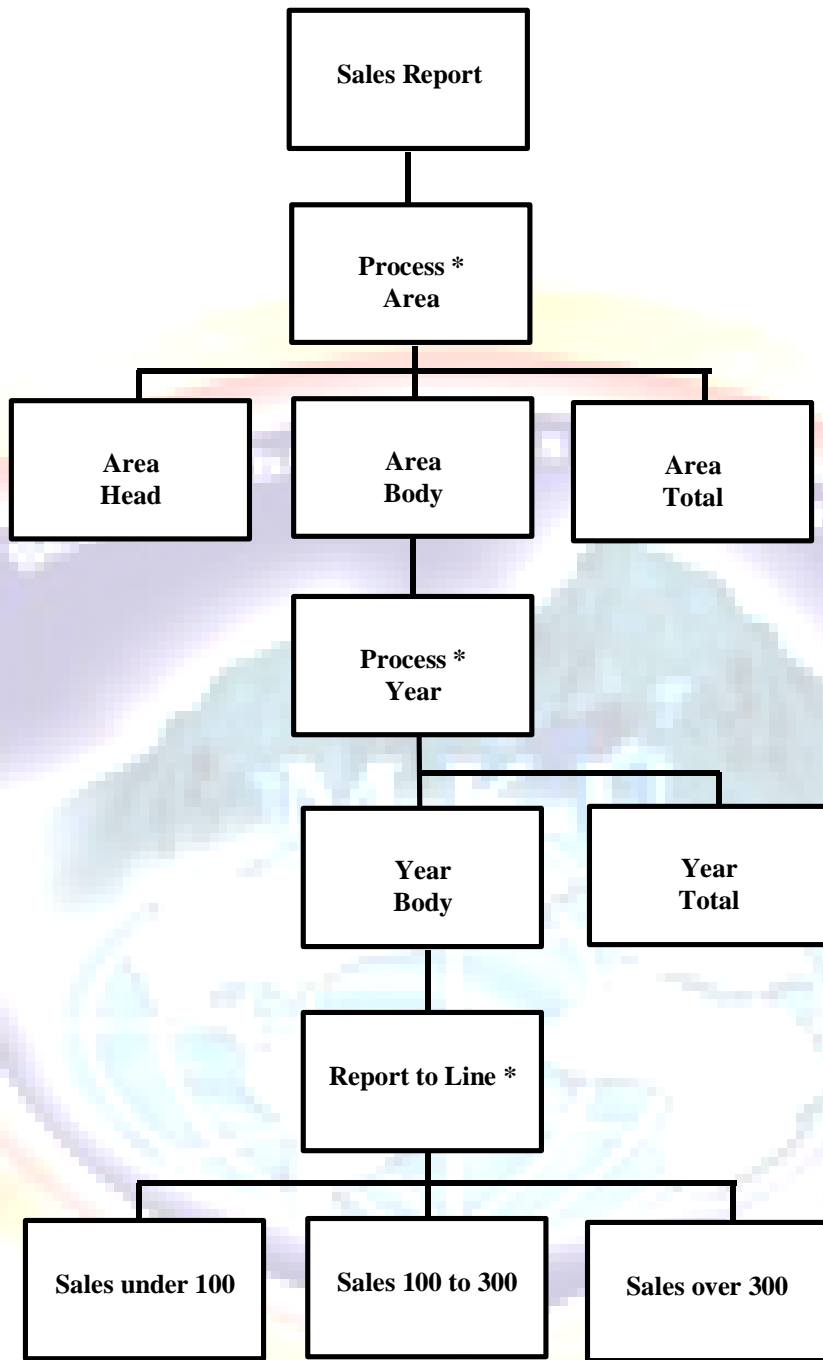 Sales Report
Process *
Area
Area
Head
Area
Body
Area
Total
Process *
Year
Year
Body
Year
Total
Report to Line *
Sales under 100
Sales 100 to 300
Sales over 300